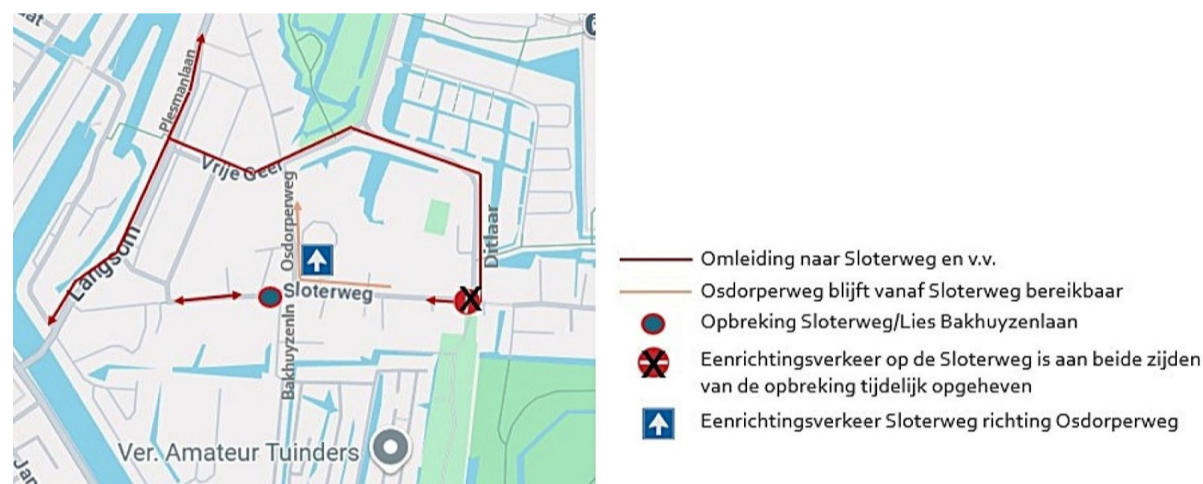 at
Plesmanlaan
Vrije Geer
Osdorperweg
Ditlaar
Langsom
Sloterweg
Bakhuyzenln
Ver. Amateur Tuinders
Jan
Omleiding naar Sloterweg en v.v.
Osdorperweg blijft vanaf Sloterweg bereikbaar
Opbreking Sloterweg/Lies Bakhuyzenlaan
Eenrichtingsverkeer op de Sloterweg is aan beide zijden
van de opbreking tijdelijk opgeheven
Eenrichtingsverkeer Sloterweg richting Osdorperweg